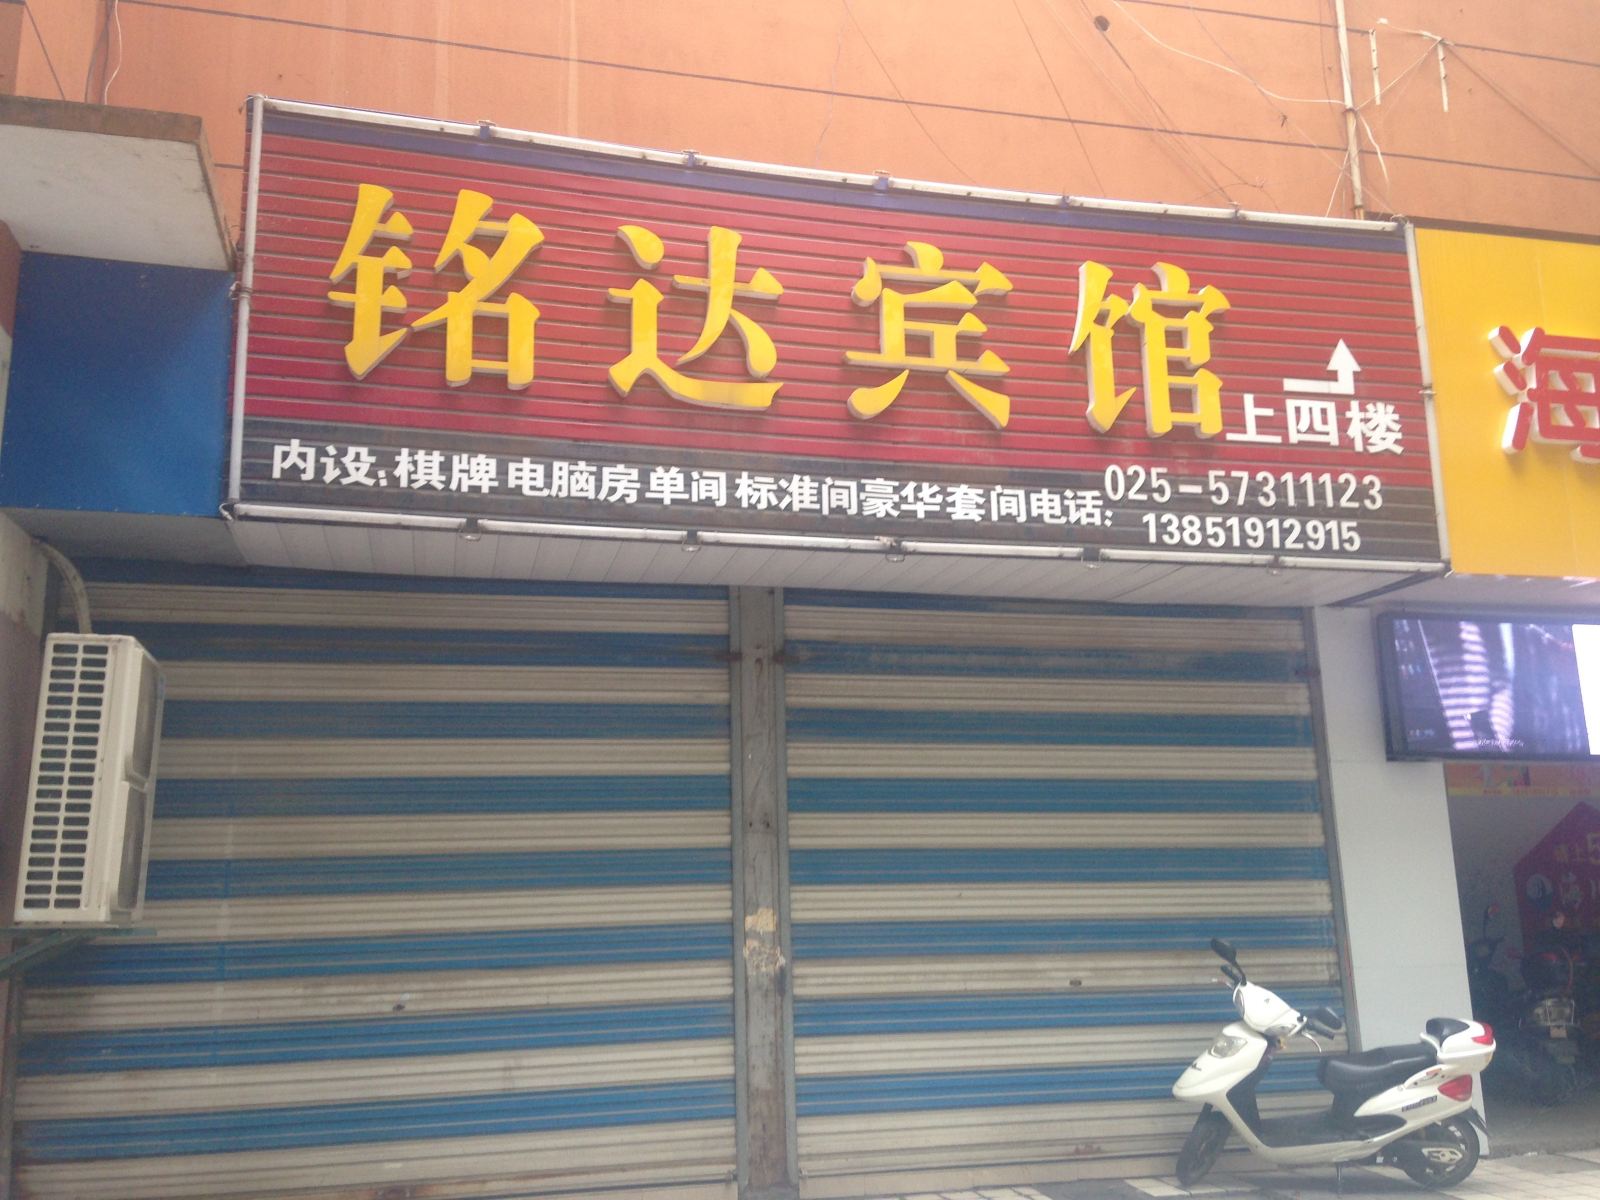 铭达宾馆
上四楼
内设:棋牌 电脑房 单间 标准间 豪华套间 电话:
025-57311123
13851912915
海